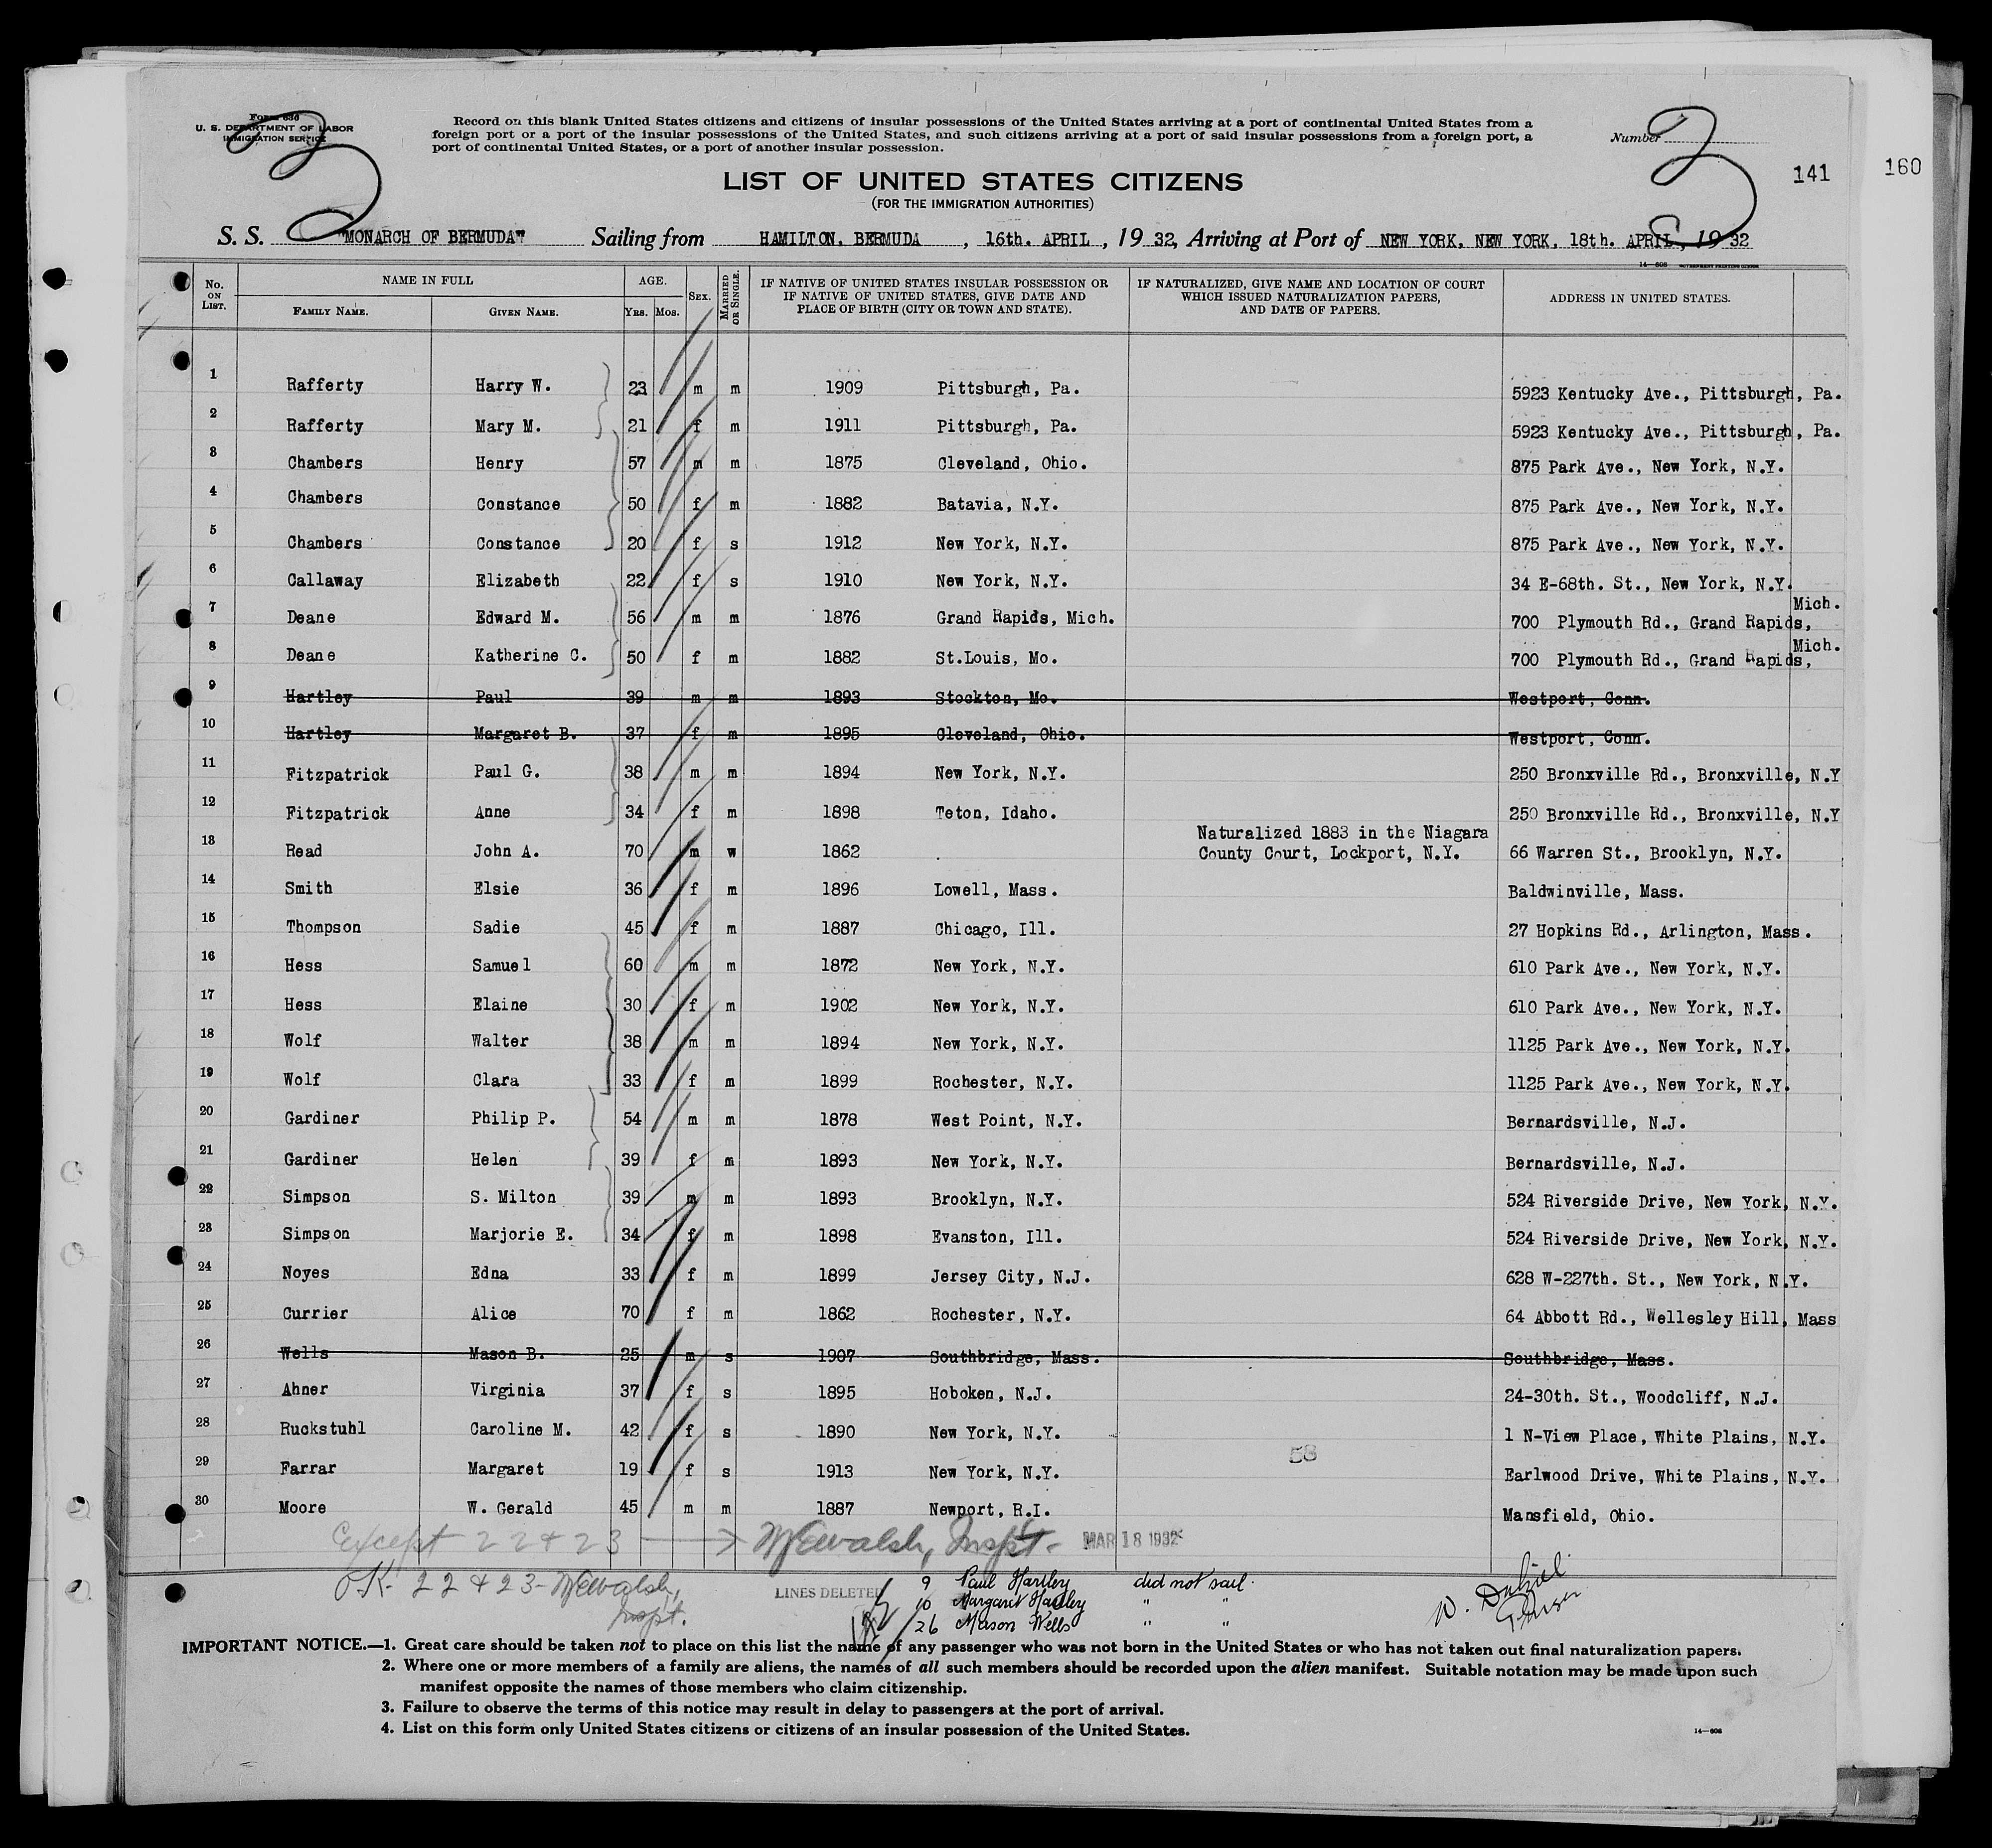 Form 630
U. S. DEPARTMENT OF LABOR
IMMIGRATION SERVICE
Record on this blank United States citizens and citizens of insular possessions of the United States arriving at a port of continental United States from a
foreign port or a port of the insular possessions of the United States, and such citizens arriving at a port of said insular possessions from a foreign port, a
port of continental United States, or a port of another insular possession.
Number
2
2
141
160
LIST OF UNITED STATES CITIZENS
(FOR THE IMMIGRATION AUTHORITIES)
S. S. "MONARCH OF BERMUDA" Sailing from HAMILTON. BERMUDA, 16th. APRIL, 19 32, Arriving at Port of NEW YORK. NEW YORK. 18th. APRIL, 19 32
14—608 GOVERNMENT PRINTING OFFICE
No. ON LIST. NAME IN FULL FAMILY NAME. GIVEN NAME. AGE. YRS. MOS. SEX. MARRIED OR SINGLE. IF NATIVE OF UNITED STATES INSULAR POSSESSION OR IF NATIVE OF UNITED STATES, GIVE DATE AND PLACE OF BIRTH (CITY OR TOWN AND STATE). IF NATURALIZED, GIVE NAME AND LOCATION OF COURT WHICH ISSUED NATURALIZATION PAPERS, AND DATE OF PAPERS. ADDRESS IN UNITED STATES.
1 Rafferty Harry W. 23 m m 1909 Pittsburgh, Pa. 5923 Kentucky Ave., Pittsburgh, Pa.
2 Rafferty Mary M. 21 f m 1911 Pittsburgh, Pa. 5923 Kentucky Ave., Pittsburgh, Pa.
3 Chambers Henry 57 m m 1875 Cleveland, Ohio. 875 Park Ave., New York, N.Y.
4 Chambers Constance 50 f m 1882 Batavia, N.Y. 875 Park Ave., New York, N.Y.
5 Chambers Constance 20 f s 1912 New York, N.Y. 875 Park Ave., New York, N.Y.
6 Callaway Elizabeth 22 f s 1910 New York, N.Y. 34 E-68th. St., New York, N.Y.
7 Deane Edward M. 56 m m 1876 Grand Rapids, Mich. 700 Plymouth Rd., Grand Rapids, Mich.
8 Deane Katherine C. 50 f m 1882 St.Louis, Mo. 700 Plymouth Rd., Grand Rapids, Mich.
9 Hartley Paul 39 m m 1893 Stockton, Mo. Westport, Conn.
10 Hartley Margaret B. 37 f m 1895 Cleveland, Ohio. Westport, Conn.
11 Fitzpatrick Paul G. 38 m m 1894 New York, N.Y. 250 Bronxville Rd., Bronxville, N.Y
12 Fitzpatrick Anne 34 f m 1898 Teton, Idaho. 250 Bronxville Rd., Bronxville, N.Y
13 Read John A. 70 m w 1862 Naturalized 1883 in the Niagara County Court, Lockport, N.Y. 66 Warren St., Brooklyn, N.Y.
14 Smith Elsie 36 f m 1896 Lowell, Mass. Baldwinville, Mass.
15 Thompson Sadie 45 f m 1887 Chicago, Ill. 27 Hopkins Rd., Arlington, Mass.
16 Hess Samuel 60 m m 1872 New York, N.Y. 610 Park Ave., New York, N.Y.
17 Hess Elaine 30 f m 1902 New York, N.Y. 610 Park Ave., New York, N.Y.
18 Wolf Walter 38 m m 1894 New York, N.Y. 1125 Park Ave., New York, N.Y.
19 Wolf Clara 33 f m 1899 Rochester, N.Y. 1125 Park Ave., New York, N.Y.
20 Gardiner Philip P. 54 m m 1878 West Point, N.Y. Bernardsville, N.J.
21 Gardiner Helen 39 f m 1893 New York, N.Y. Bernardsville, N.J.
22 Simpson S. Milton 39 m m 1893 Brooklyn, N.Y. 524 Riverside Drive, New York, N.Y.
23 Simpson Marjorie E. 34 f m 1898 Evanston, Ill. 524 Riverside Drive, New York, N.Y.
24 Noyes Edna 33 f m 1899 Jersey City, N.J. 628 W-227th. St., New York, N.Y.
25 Currier Alice 70 f m 1862 Rochester, N.Y. 64 Abbott Rd., Wellesley Hill, Mass
26 Wells Mason B. 25 m s 1907 Southbridge, Mass. Southbridge, Mass.
27 Ahner Virginia 37 f s 1895 Hoboken, N.J. 24-30th. St., Woodcliff, N.J.
28 Ruckstuhl Caroline M. 42 f s 1890 New York, N.Y. 1 N-View Place, White Plains, N.Y.
58
29 Farrar Margaret 19 f s 1913 New York, N.Y. Earlwood Drive, White Plains, N.Y.
30 Moore W. Gerald 45 m m 1887 Newport, R.I. Mansfield, Ohio.
Except 22 & 23 → McWalsh, Inspt. MAR 18 1932
O.K. 22 & 23 - McWalsh, Inspt.
LINES DELETED 9 Paul Hartley did not sail.
10 Margaret Hartley " "
26 Mason Wells " "
Purser
IMPORTANT NOTICE.—1. Great care should be taken not to place on this list the name of any passenger who was not born in the United States or who has not taken out final naturalization papers.
2. Where one or more members of a family are aliens, the names of all such members should be recorded upon the alien manifest. Suitable notation may be made upon such
manifest opposite the names of those members who claim citizenship.
3. Failure to observe the terms of this notice may result in delay to passengers at the port of arrival.
4. List on this form only United States citizens or citizens of an insular possession of the United States.
14—608